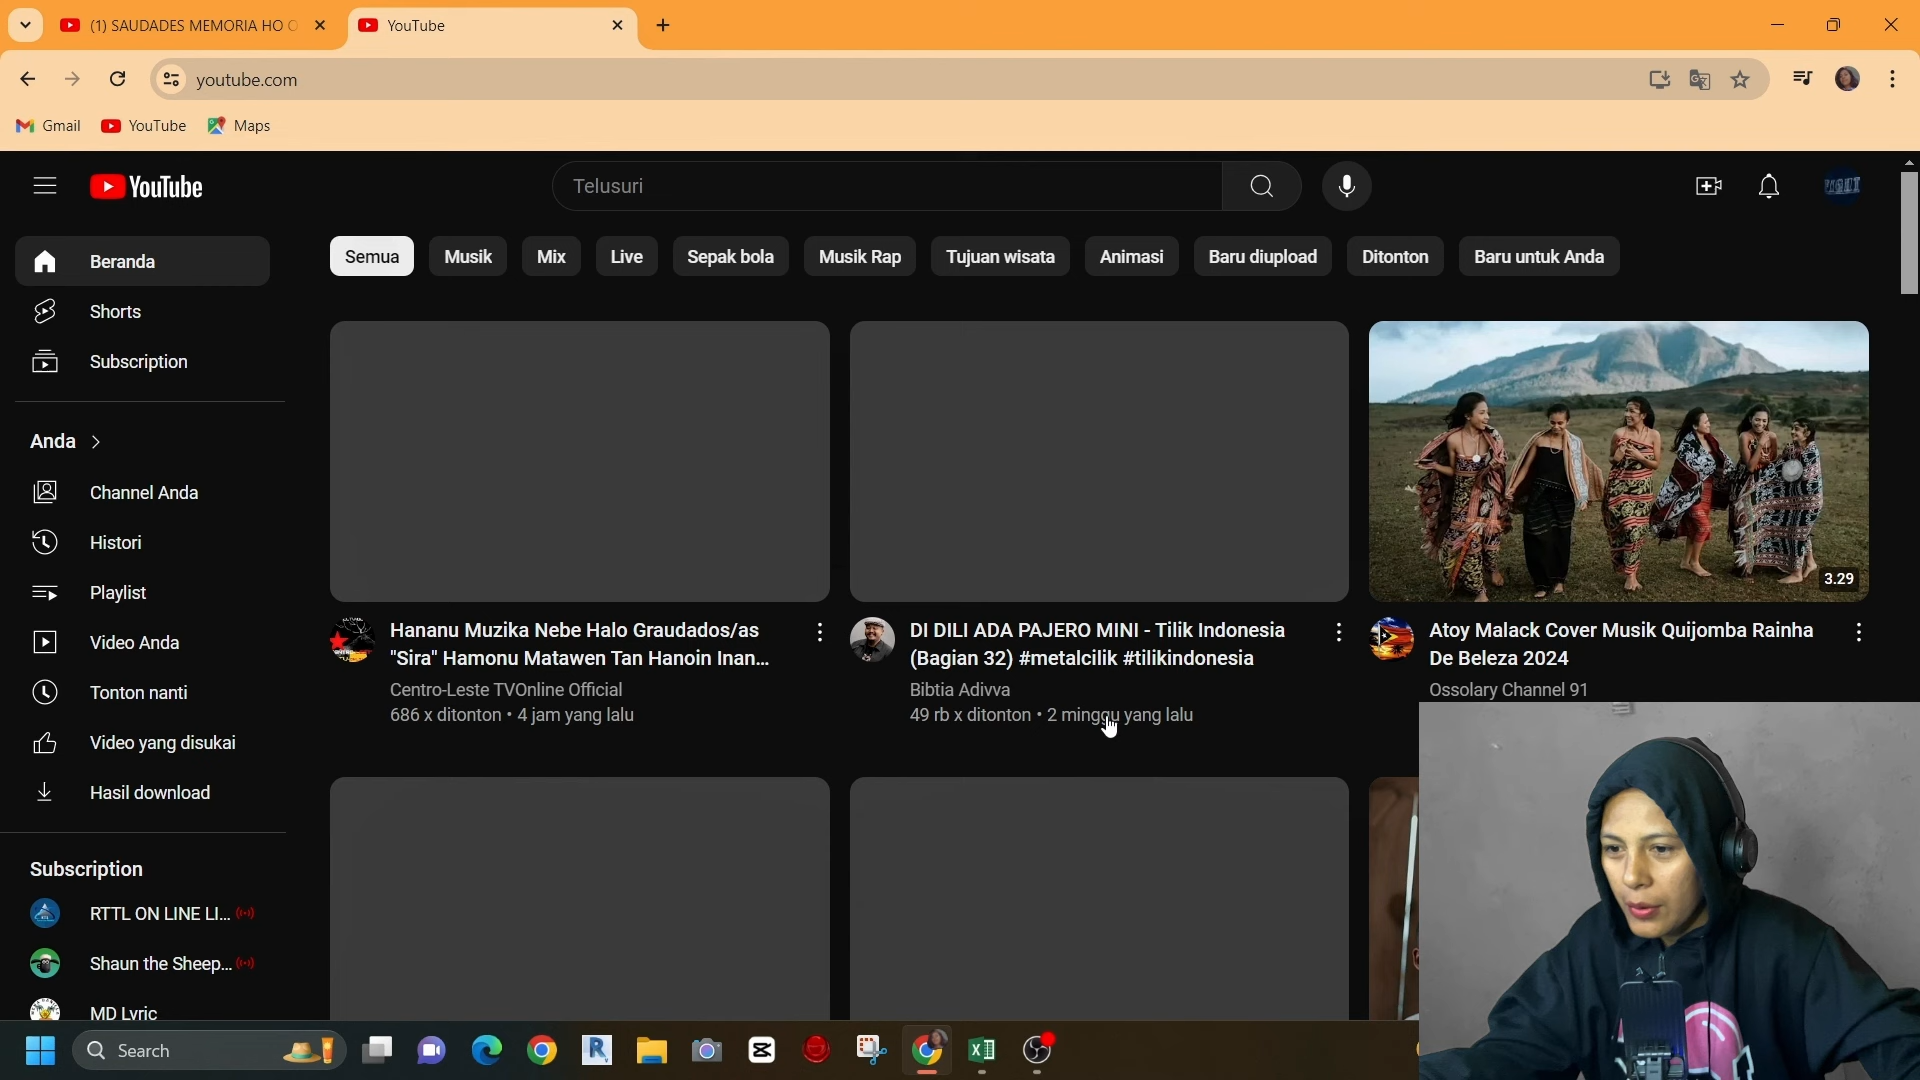 (1) SAUDADES MEMORIA HO O
YouTube
youtube.com
Gmail
YouTube
Maps
YouTube
Telusuri
Beranda
Shorts
Subscription
Anda
Channel Anda
Histori
Playlist
Video Anda
Tonton nanti
Video yang disukai
Hasil download
Subscription
RTTL ON LINE LI...
Shaun the Sheep...
MD Lyric
Semua
Musik
Mix
Live
Sepak bola
Musik Rap
Tujuan wisata
Animasi
Baru diupload
Ditonton
Baru untuk Anda
Hananu Muzika Nebe Halo Graudados/as
"Sira" Hamonu Matawen Tan Hanoin Inan...
Centro-Leste TVOnline Official
686 x ditonton • 4 jam yang lalu
DI DILI ADA PAJERO MINI - Tilik Indonesia
(Bagian 32) #metalcilik #tilikindonesia
Bibtia Adivva
49 rb x ditonton • 2 minggu yang lalu
3.29
Atoy Malack Cover Musik Quijomba Rainha
De Beleza 2024
Ossolary Channel 91
Search